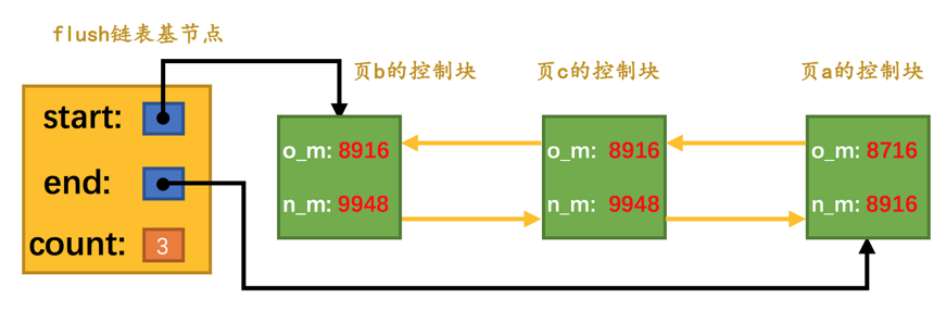 flush链表基节点
页b的控制块
页c的控制块
页a的控制块
start:
end:
count: 3
o_m: 8916
n_m: 9948
o_m: 8916
n_m: 9948
o_m: 8716
n_m: 8916